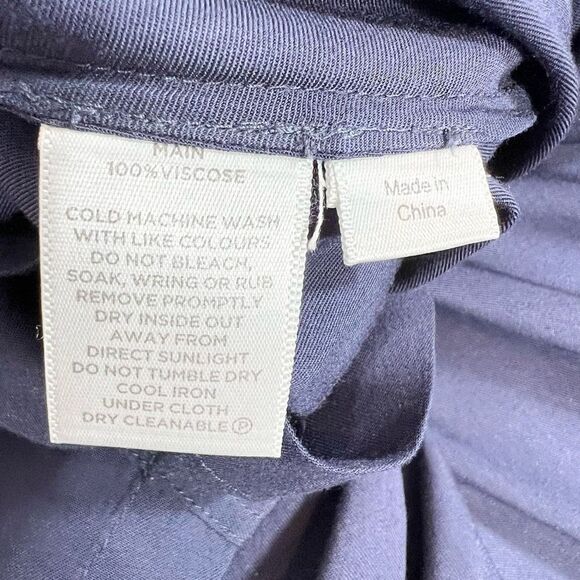 MAIN
100% VISCOSE
COLD MACHINE WASH
WITH LIKE COLOURS
DO NOT BLEACH,
SOAK, WRING OR RUB
REMOVE PROMPTLY
DRY INSIDE OUT
AWAY FROM
DIRECT SUNLIGHT
DO NOT TUMBLE DRY
COOL IRON
UNDER CLOTH
DRY CLEANABLE Ⓟ
Made in
China